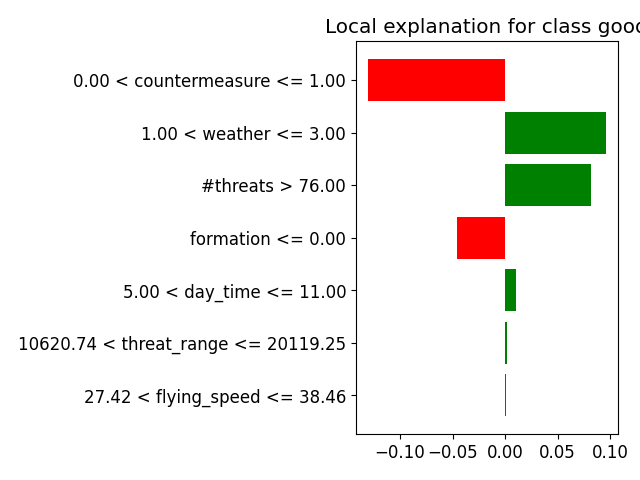 Local explanation for class good
0.00 < countermeasure <= 1.00
1.00 < weather <= 3.00
#threats > 76.00
formation <= 0.00
5.00 < day_time <= 11.00
10620.74 < threat_range <= 20119.25
27.42 < flying_speed <= 38.46
−0.10 −0.05 0.00 0.05 0.10